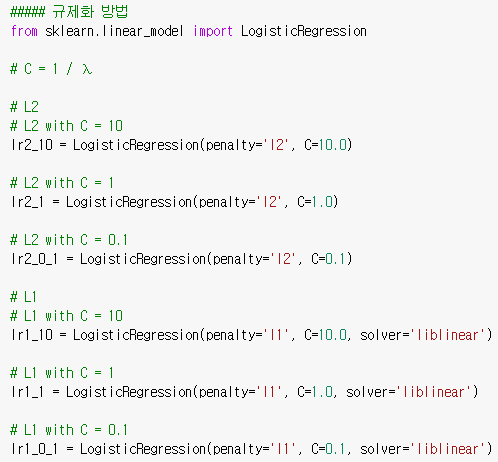 ##### 규제화 방법
from sklearn.linear_model import LogisticRegression
# C = 1 / λ
# L2
# L2 with C = 10
lr2_10 = LogisticRegression(penalty='l2', C=10.0)
# L2 with C = 1
lr2_1 = LogisticRegression(penalty='l2', C=1.0)
# L2 with C = 0.1
lr2_0_1 = LogisticRegression(penalty='l2', C=0.1)
# L1
# L1 with C = 10
lr1_10 = LogisticRegression(penalty='l1', C=10.0, solver='liblinear')
# L1 with C = 1
lr1_1 = LogisticRegression(penalty='l1', C=1.0, solver='liblinear')
# L1 with C = 0.1
lr1_0_1 = LogisticRegression(penalty='l1', C=0.1, solver='liblinear')